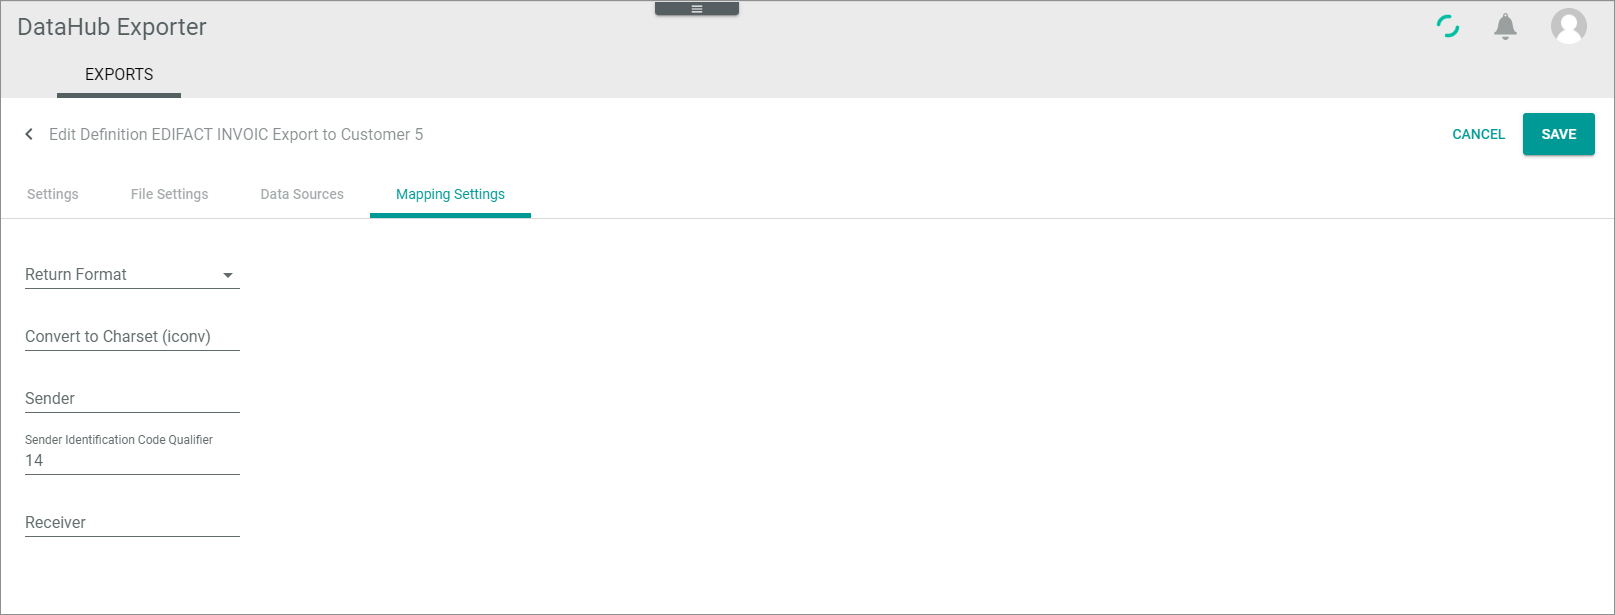 DataHub Exporter
EXPORTS
Edit Definition EDIFACT INVOIC Export to Customer 5
CANCEL
SAVE
Settings
File Settings
Data Sources
Mapping Settings
Return Format
Convert to Charset (iconv)
Sender
Sender Identification Code Qualifier
14
Receiver